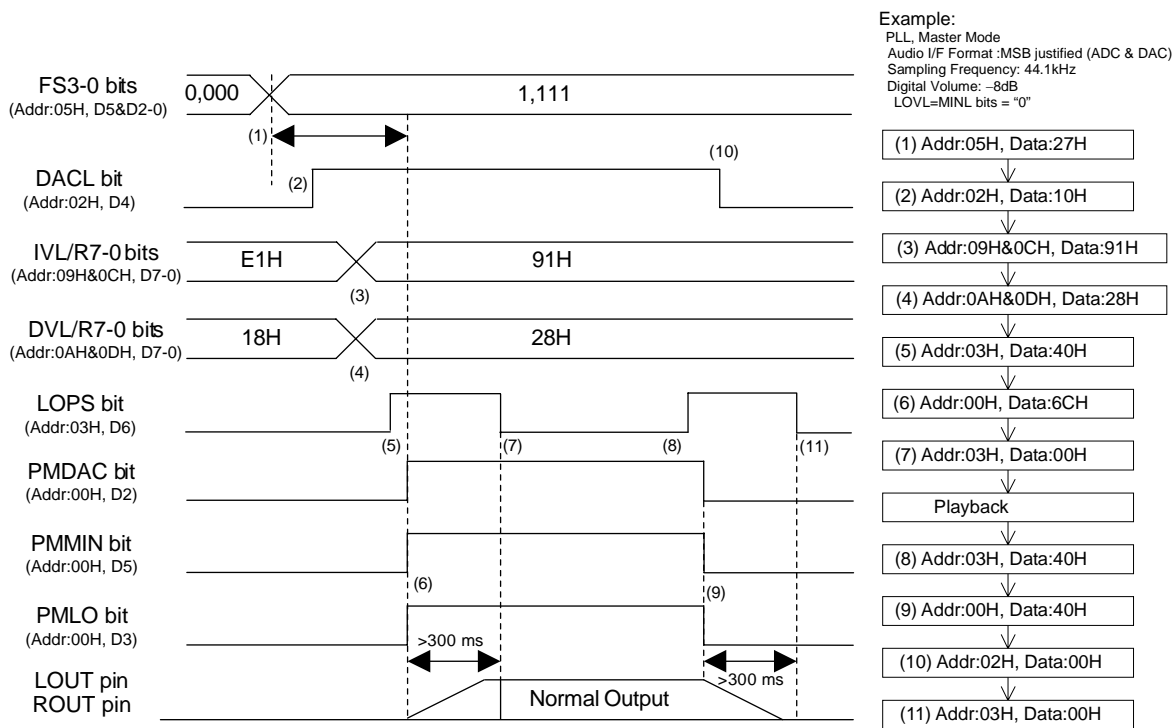 Example:
PLL, Master Mode
Audio I/F Format :MSB justified (ADC & DAC)
Sampling Frequency: 44.1kHz
Digital Volume: −8dB
LOVL=MINL bits = “0”
FS3-0 bits
(Addr:05H, D5&D2-0)
0,000
1,111
(1)
DACL bit
(Addr:02H, D4)
(2)
(10)
IVL/R7-0 bits
(Addr:09H&0CH, D7-0)
E1H
91H
(3)
DVL/R7-0 bits
(Addr:0AH&0DH, D7-0)
18H
28H
(4)
LOPS bit
(Addr:03H, D6)
(5)
(7)
(8)
(11)
PMDAC bit
(Addr:00H, D2)
PMMIN bit
(Addr:00H, D5)
(6)
(9)
PMLO bit
(Addr:00H, D3)
>300 ms
>300 ms
LOUT pin
ROUT pin
Normal Output
(1) Addr:05H, Data:27H
(2) Addr:02H, Data:10H
(3) Addr:09H&0CH, Data:91H
(4) Addr:0AH&0DH, Data:28H
(5) Addr:03H, Data:40H
(6) Addr:00H, Data:6CH
(7) Addr:03H, Data:00H
Playback
(8) Addr:03H, Data:40H
(9) Addr:00H, Data:40H
(10) Addr:02H, Data:00H
(11) Addr:03H, Data:00H